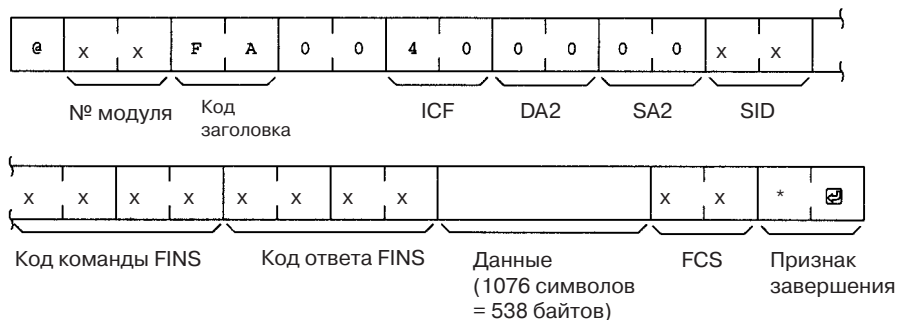 @ x x F A 0 0 4 0 0 0 0 0 x x
№ модуля Код заголовка ICF DA2 SA2 SID
x x x x x x x x x x * ↵
Код команды FINS Код ответа FINS Данные (1076 символов = 538 байтов) FCS Признак завершения